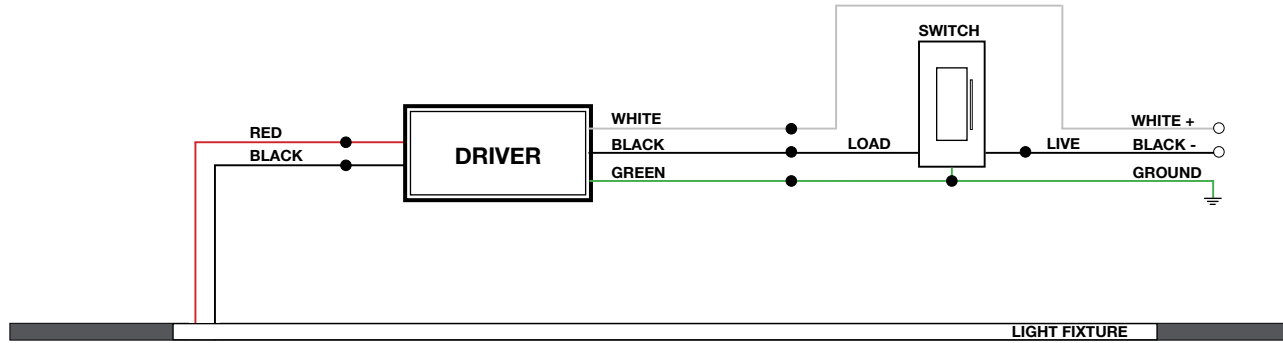 SWITCH
WHITE
WHITE +
RED
BLACK
LOAD
LIVE
BLACK -
BLACK
DRIVER
GREEN
GROUND
LIGHT FIXTURE